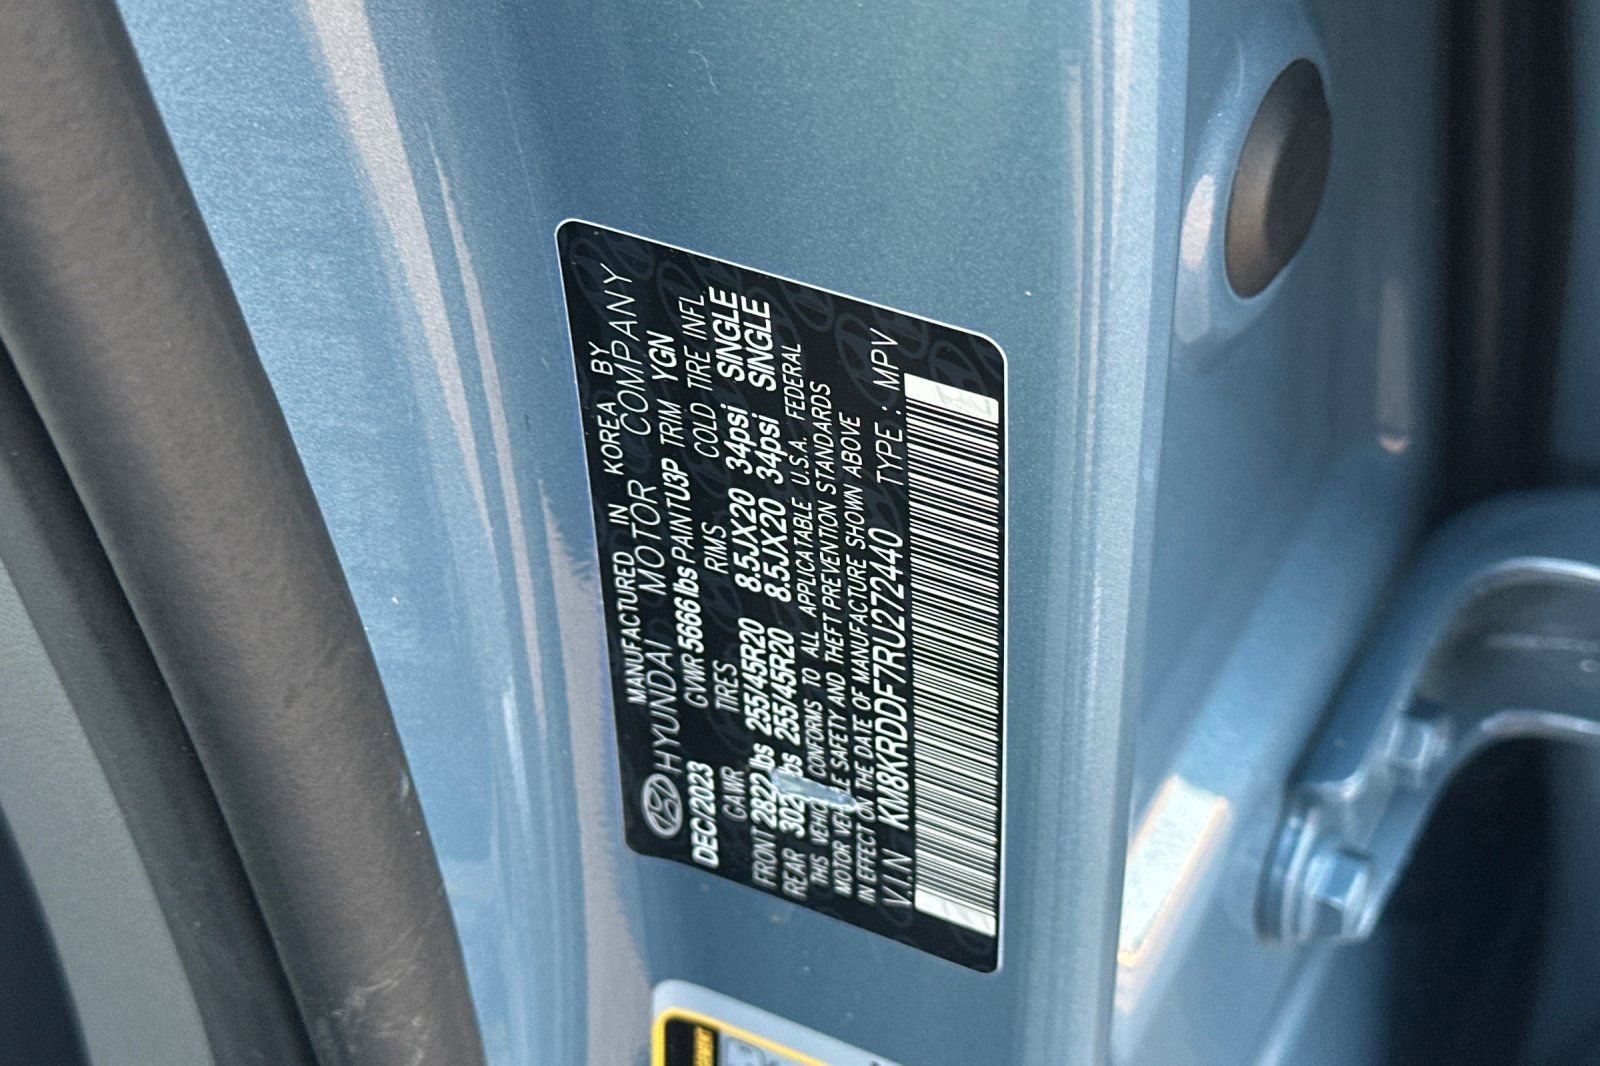 MANUFACTURED IN KOREA BY
HYUNDAI MOTOR COMPANY
DEC/2023 GVWR 5666 lbs PAINT U3P TRIM YGN
GAWR TIRES RIMS COLD TIRE INFL
FRONT 2822 lbs 255/45R20 8.5JX20 34psi SINGLE
REAR lbs 255/45R20 8.5JX20 34psi SINGLE
THIS CONFORMS TO ALL APPLICATABLE U.S.A. FEDERAL
MOTOR VEHICLE SAFETY AND THEFT PREVENTION STANDARDS
IN EFFECT ON THE DATE OF MANUFACTURE SHOWN ABOVE
V.I.N KM8KRDDF7RU272440 TYPE : MPV